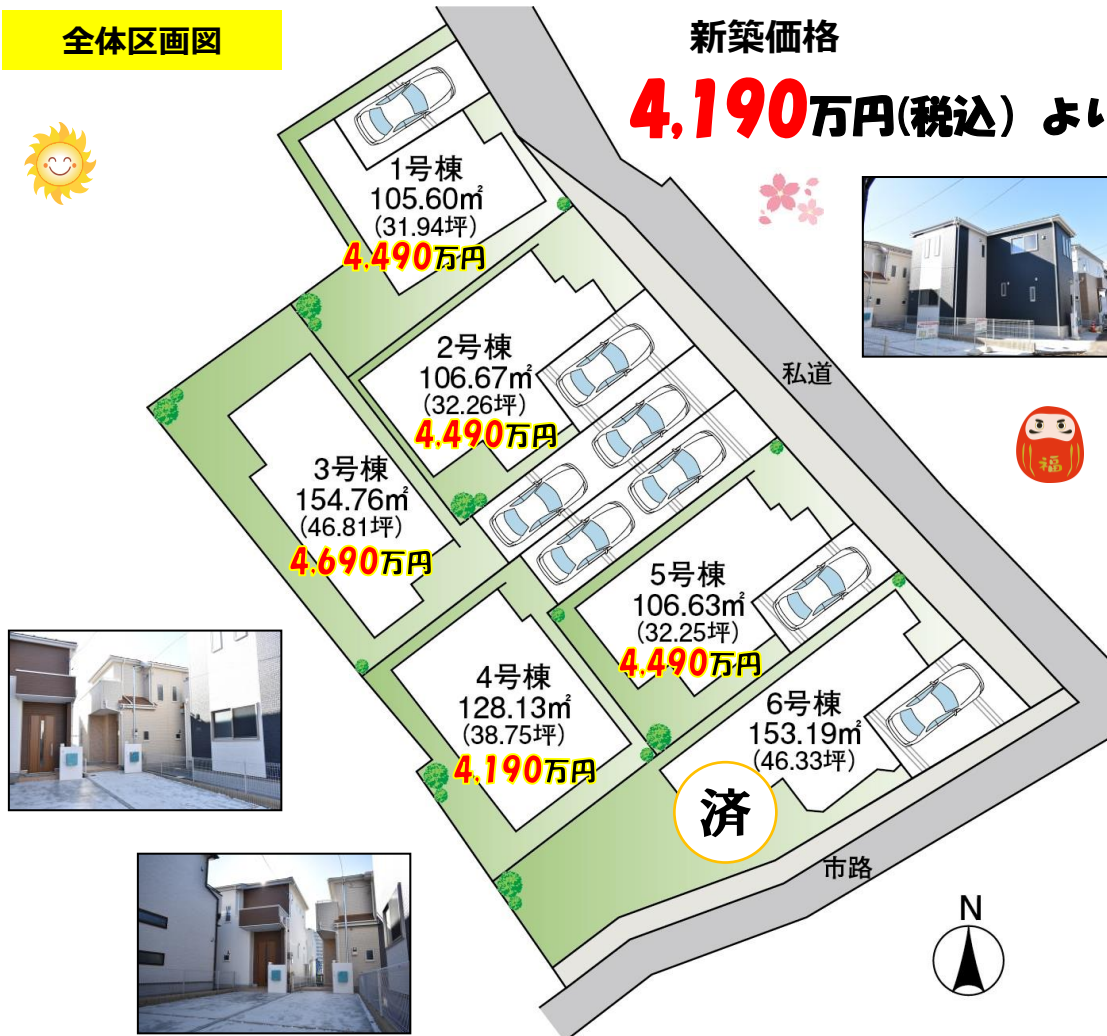 全体区画図
新築価格
4,190万円(税込) より
1号棟
105.60㎡
(31.94坪)
4,490万円
2号棟
106.67㎡
(32.26坪)
4,490万円
私道
3号棟
154.76㎡
(46.81坪)
4,690万円
福
5号棟
106.63㎡
(32.25坪)
4,490万円
4号棟
128.13㎡
(38.75坪)
4,190万円
6号棟
153.19㎡
(46.33坪)
済
市路
N